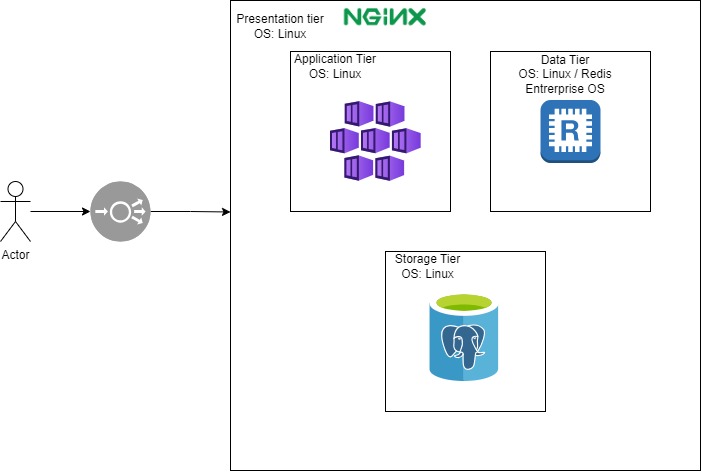 Presentation tier
OS: Linux
NGINX
Application Tier
OS: Linux
Data Tier
OS: Linux / Redis
Entrerprise OS
R
Storage Tier
OS: Linux
Actor